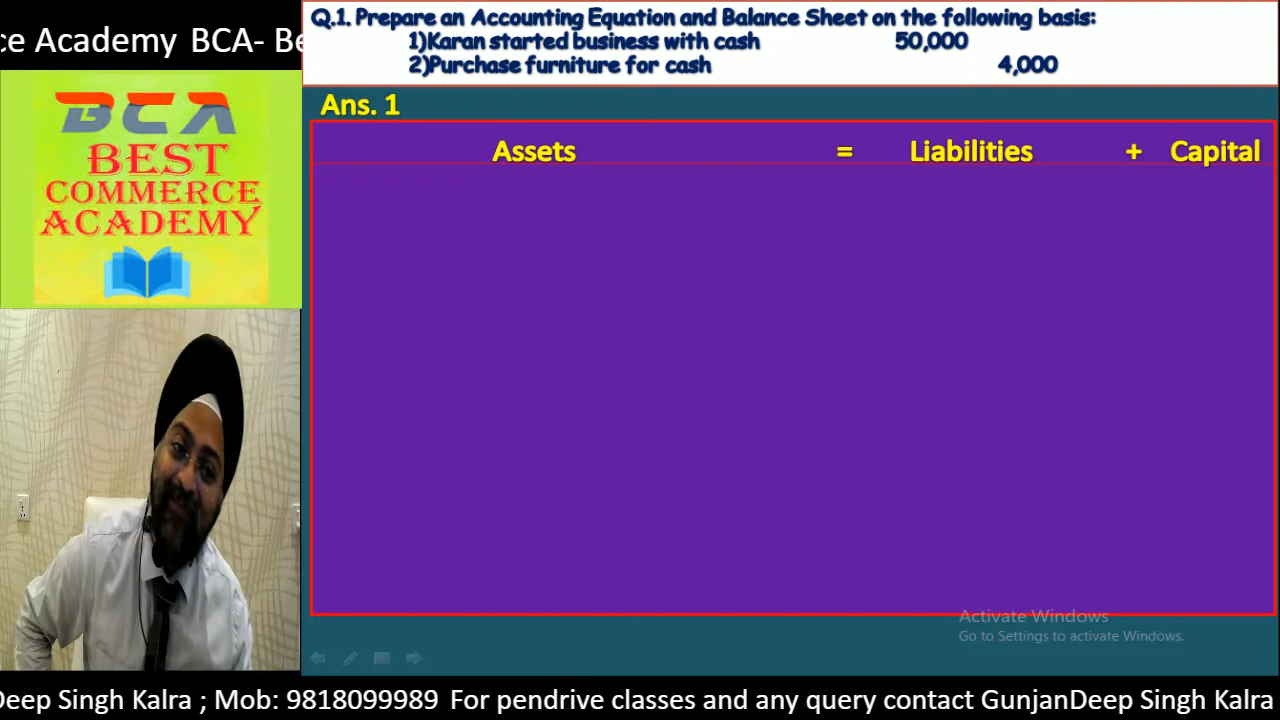 ce Academy BCA- Be
Q.1. Prepare an Accounting Equation and Balance Sheet on the following basis:
1)Karan started business with cash 50,000
2)Purchase furniture for cash 4,000
BCA
BEST
COMMERCE
ACADEMY
Ans. 1
Assets = Liabilities + Capital
Activate Windows
Go to Settings to activate Windows.
Deep Singh Kalra ; Mob: 9818099989 For pendrive classes and any query contact GunjanDeep Singh Kalra